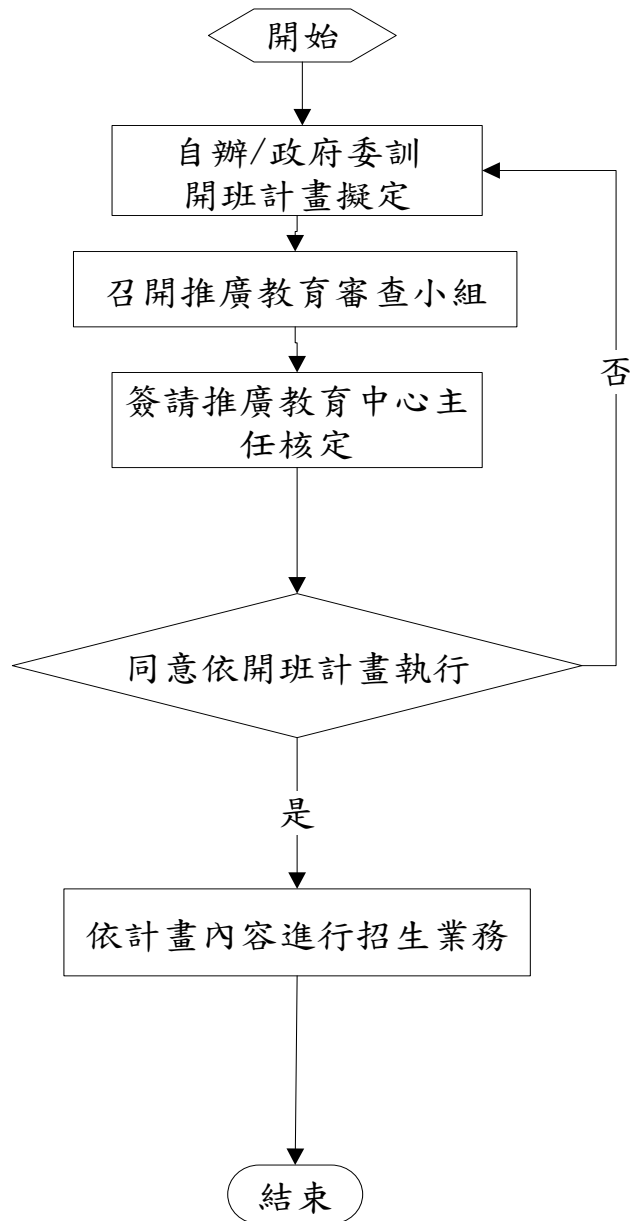 開始
自辦/政府委訓
開班計畫擬定
召開推廣教育審查小組
簽請推廣教育中心主
任核定
否
同意依開班計畫執行
是
依計畫內容進行招生業務
結束